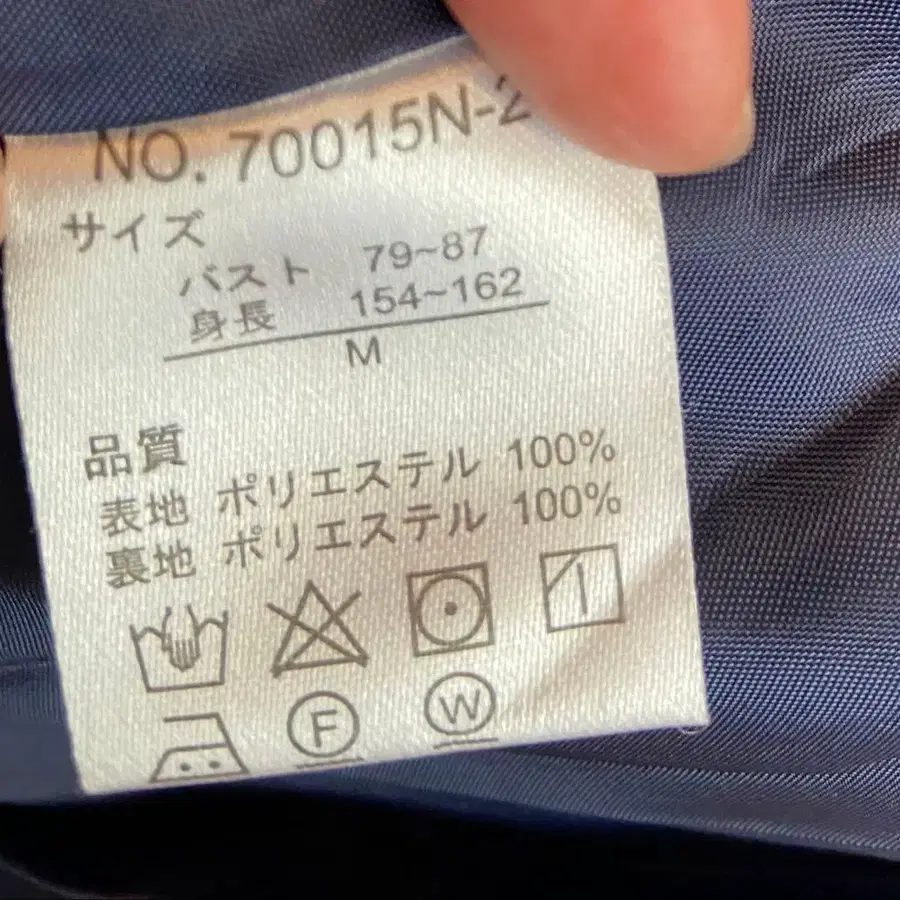 NO. 70015N-2
サイズ
バスト 79~87
身長 154~162
M
品質
表地 ポリエステル 100%
裏地 ポリエステル 100%
F W